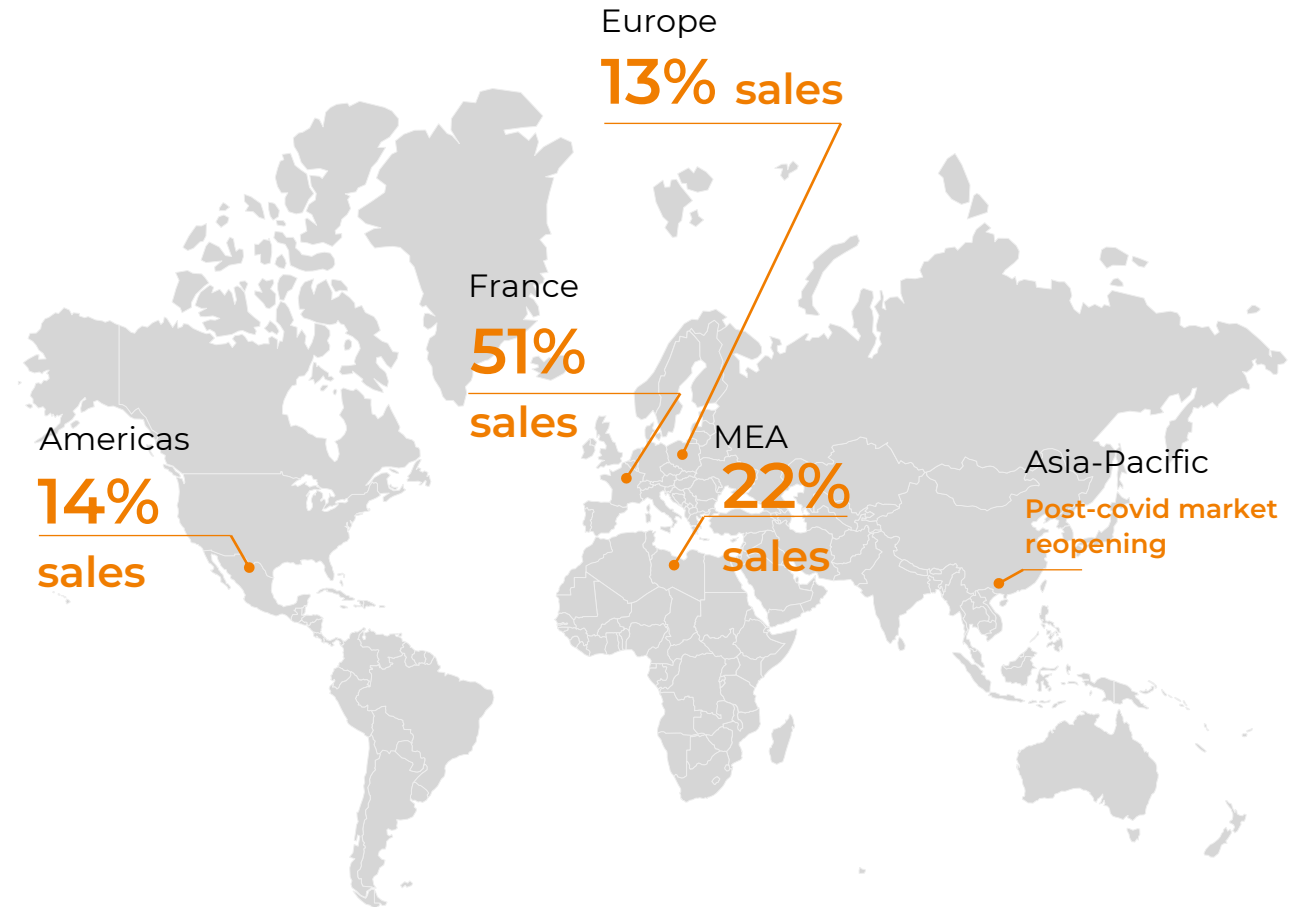 Europe
13% sales
France
51%
sales
Americas
14%
sales
MEA
22%
sales
Asia-Pacific
Post-covid market
reopening